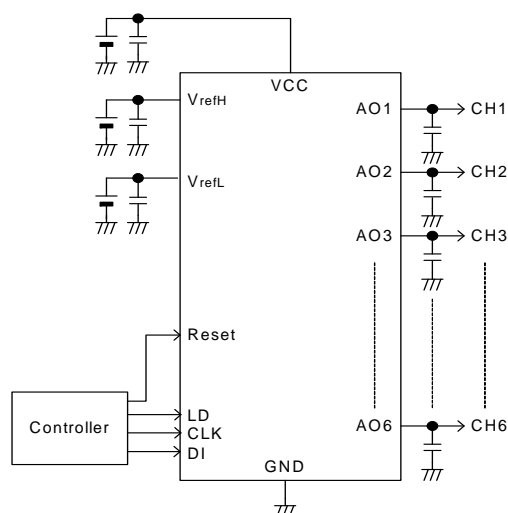 VCC
VrefH
AO1
CH1
AO2
CH2
VrefL
AO3
CH3
Reset
Controller
LD
CLK
DI
AO6
CH6
GND